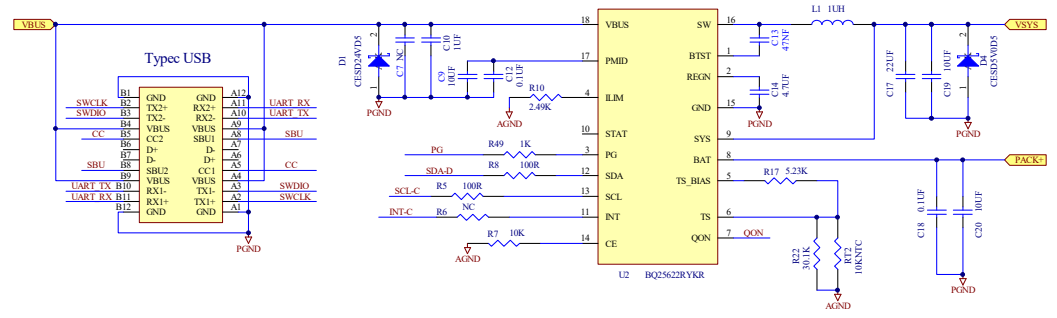 VBUS
Typec USB
B1 GND GND A12
SWCLK B2 TX2+ RX2+ A11 UART_RX
SWDIO B3 TX2- RX2- A10 UART_TX
B4 VBUS VBUS A9
CC B5 CC2 SBU1 A8 SBU
B6 D+ D- A7
B7 D- D+ A6
SBU B8 SBU2 CC1 A5 CC
B9 VBUS VBUS A4
UART_TX B10 RX1- TX1- A3 SWDIO
UART_RX B11 RX1+ TX1+ A2 SWCLK
B12 GND GND A1
PGND
D1
CESD24VD5
2
1
PGND
C7 NC
C10
1UF
C9
10UF
C12
0.1UF
R10
2.49K
AGND
PG R49 1K
SDA-D R8 100R
SCL-C R5 100R
INT-C R6 NC
R7 10K
AGND
18 VBUS SW 16
17 PMID BTST 1
REGN 2
4 ILIM GND 15
10 STAT SYS 9
3 PG BAT 8
12 SDA TS_BIAS 5
13 SCL
11 INT TS 6
14 CE QON 7 QON
U2 BQ25622RYKR
L1 1UH
C13
47NF
C14
4.7UF
PGND
R17 5.23K
R22
30.1K
RT2
10KNTC
AGND
VSYS
22UF
C17
10UF
C19
D4
CESD5V0D5
2
1
PGND
PACK+
0.1UF
C18
10UF
C20
PGND